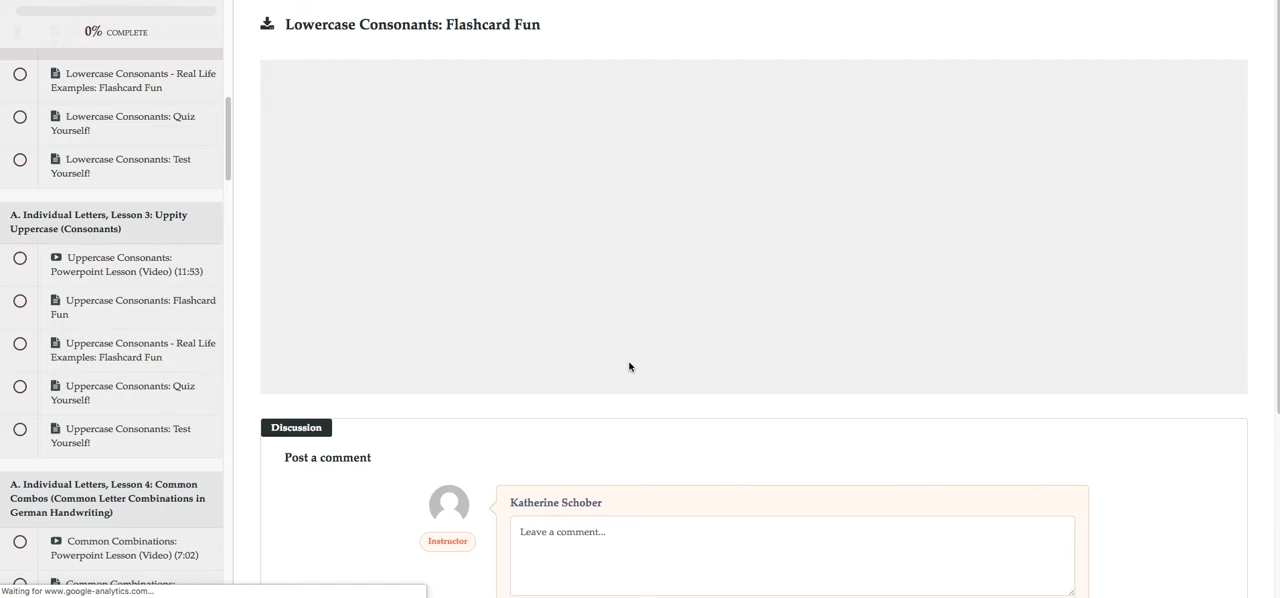 0% COMPLETE
Lowercase Consonants - Real Life
Examples: Flashcard Fun
Lowercase Consonants: Quiz
Yourself!
Lowercase Consonants: Test
Yourself!
A. Individual Letters, Lesson 3: Uppity
Uppercase (Consonants)
Uppercase Consonants:
Powerpoint Lesson (Video) (11:53)
Uppercase Consonants: Flashcard
Fun
Uppercase Consonants - Real Life
Examples: Flashcard Fun
Uppercase Consonants: Quiz
Yourself!
Uppercase Consonants: Test
Yourself!
A. Individual Letters, Lesson 4: Common
Combos (Common Letter Combinations in
German Handwriting)
Common Combinations:
Powerpoint Lesson (Video) (7:02)
Common Combinations:
Waiting for www.google-analytics.com...
Lowercase Consonants: Flashcard Fun
Discussion
Post a comment
Instructor
Katherine Schober
Leave a comment...